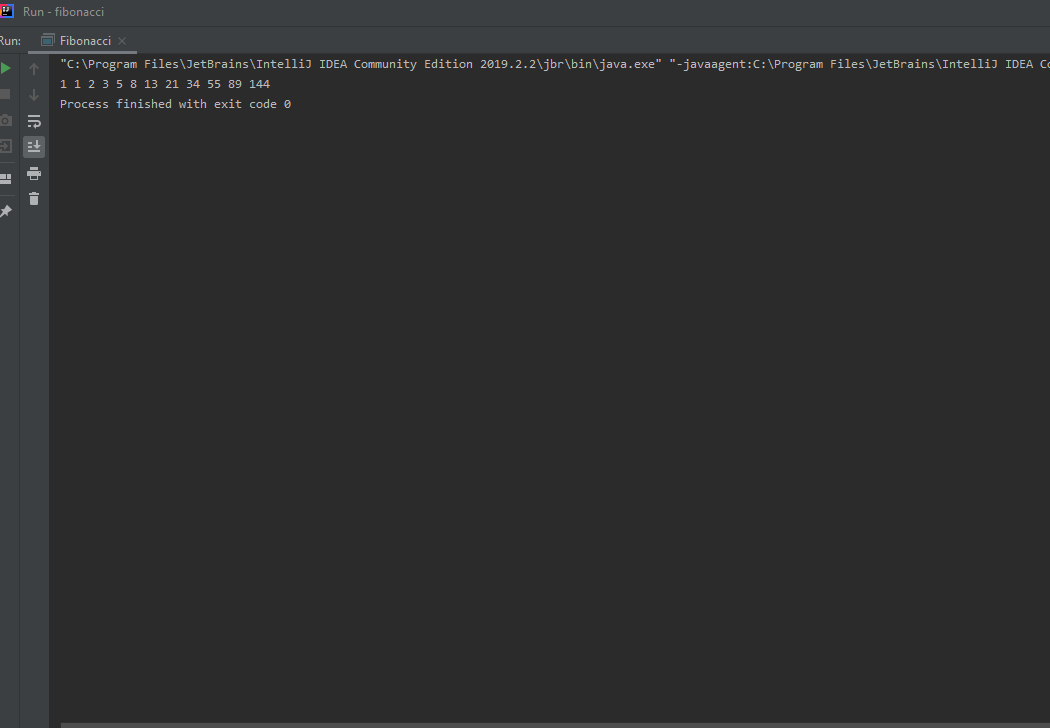 Run - fibonacci
Run:
Fibonacci
"C:\Program Files\JetBrains\IntelliJ IDEA Community Edition 2019.2.2\jbr\bin\java.exe" "-javaagent:C:\Program Files\JetBrains\IntelliJ IDEA Co
1 1 2 3 5 8 13 21 34 55 89 144
Process finished with exit code 0